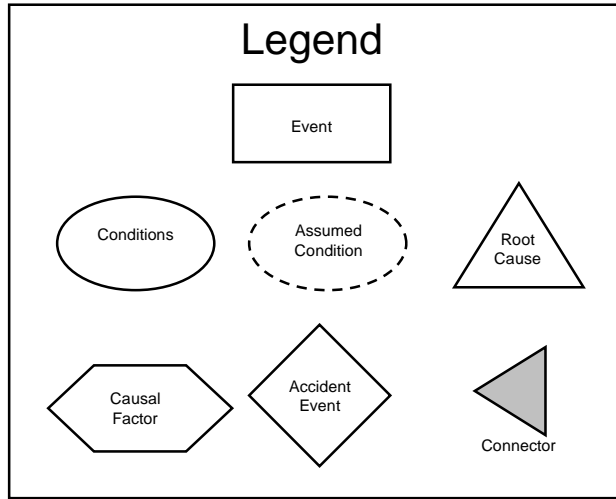 Legend
Event
Conditions
Assumed
Condition
Root
Cause
Causal
Factor
Accident
Event
Connector